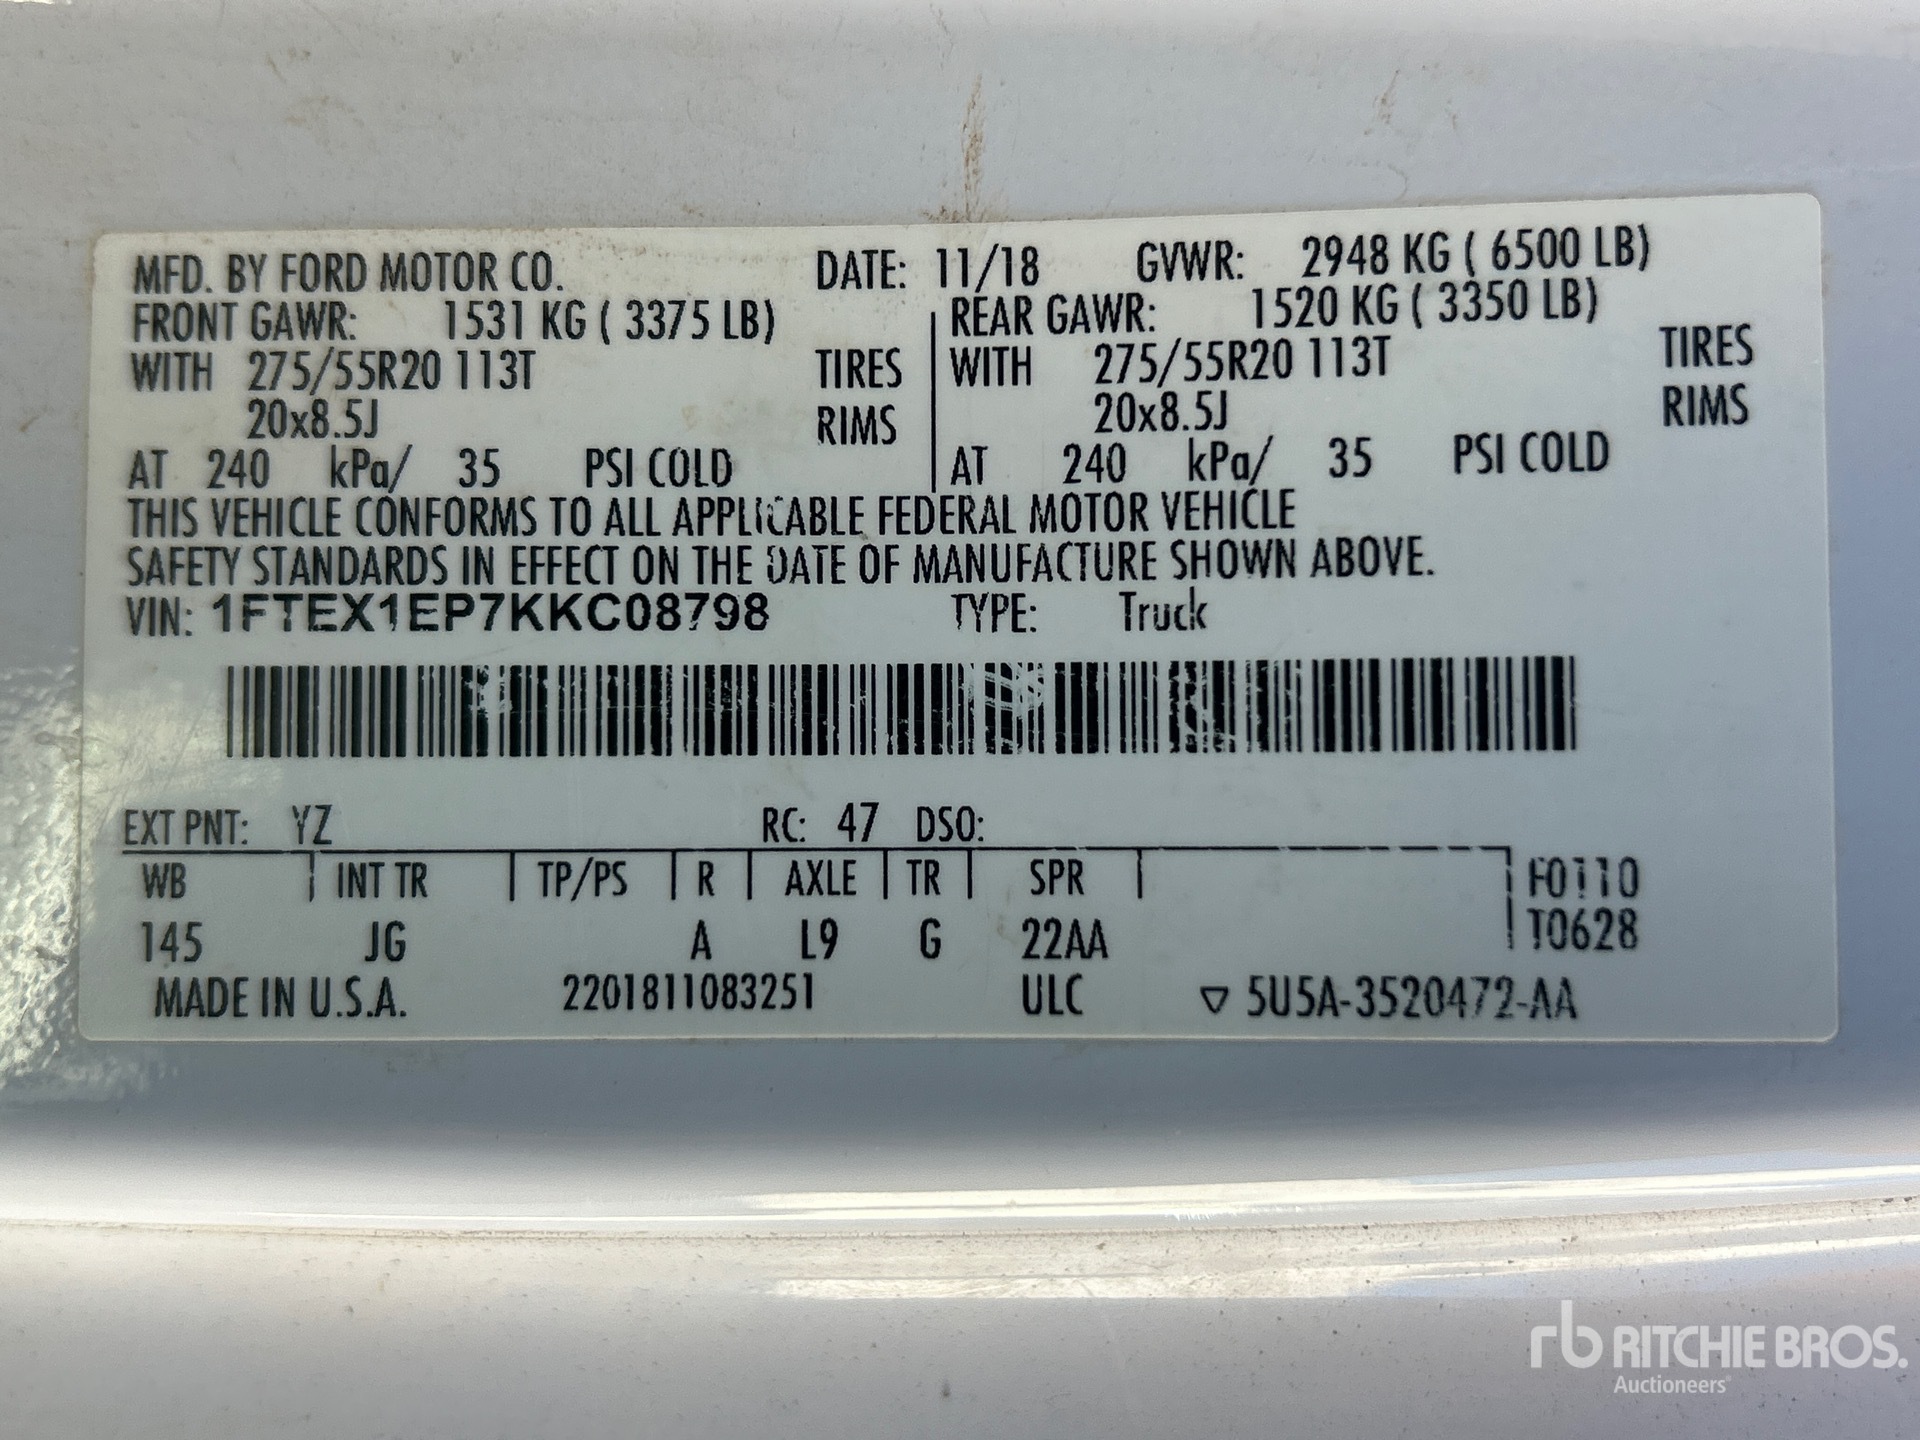 MFD. BY FORD MOTOR CO. DATE: 11/18 GVWR: 2948 KG ( 6500 LB)
FRONT GAWR: 1531 KG ( 3375 LB) REAR GAWR: 1520 KG ( 3350 LB)
WITH 275/55R20 113T TIRES WITH 275/55R20 113T TIRES
20x8.5J RIMS 20x8.5J RIMS
AT 240 kPa/ 35 PSI COLD AT 240 kPa/ 35 PSI COLD
THIS VEHICLE CONFORMS TO ALL APPLICABLE FEDERAL MOTOR VEHICLE
SAFETY STANDARDS IN EFFECT ON THE DATE OF MANUFACTURE SHOWN ABOVE.
VIN: 1FTEX1EP7KKC08798 TYPE: Truck
EXT PNT: YZ RC: 47 DSO:
WB INT TR TP/PS R AXLE TR SPR F0110
145 JG A L9 G 22AA T0628
MADE IN U.S.A. 2201811083251 ULC ▽ 5U5A-3520472-AA
rb RITCHIE BROS.
Auctioneers